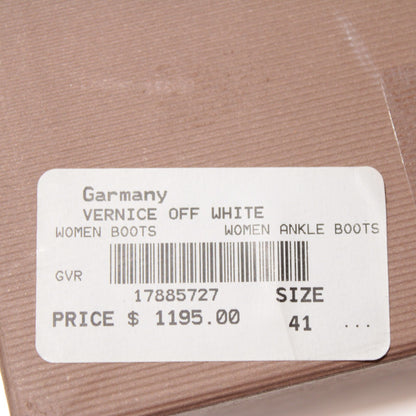 Garmany
VERNICE OFF WHITE
WOMEN BOOTS WOMEN ANKLE BOOTS
GVR
17885727 SIZE
PRICE $ 1195.00 41 ...